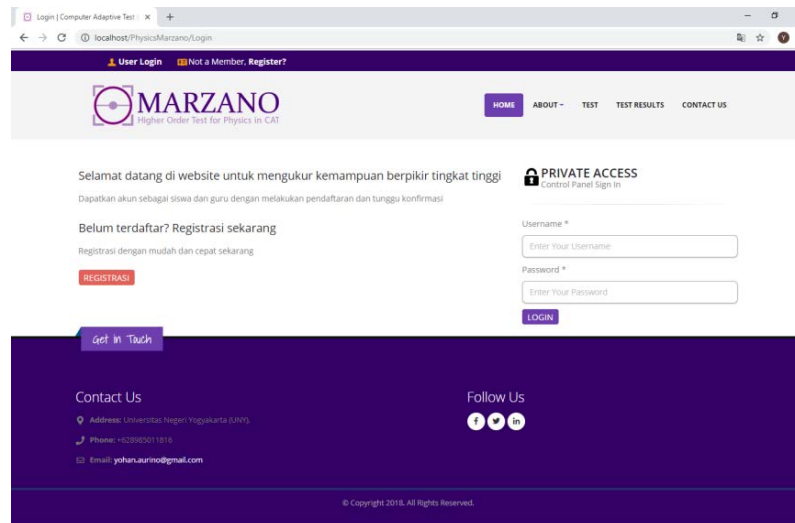 Login | Computer Adaptive Test
localhost/PhysicsMarzano/Login
User Login Not a Member, Register?
MARZANO
Higher Order Test for Physics in CAT
HOME ABOUT TEST TEST RESULTS CONTACT US
Selamat datang di website untuk mengukur kemampuan berpikir tingkat tinggi
Dapatkan akun sebagai siswa dan guru dengan melakukan pendaftaran dan tunggu konfirmasi
Belum terdaftar? Registrasi sekarang
Registrasi dengan mudah dan cepat sekarang
REGISTRASI
PRIVATE ACCESS
Control Panel Sign In
Username *
Enter Your Username
Password *
Enter Your Password
LOGIN
Get in Touch
Contact Us
Address: Universitas Negeri Yogyakarta (UNY).
Phone: +628985011816
Email: yohan.aurino@gmail.com
Follow Us
© Copyright 2018. All Rights Reserved.